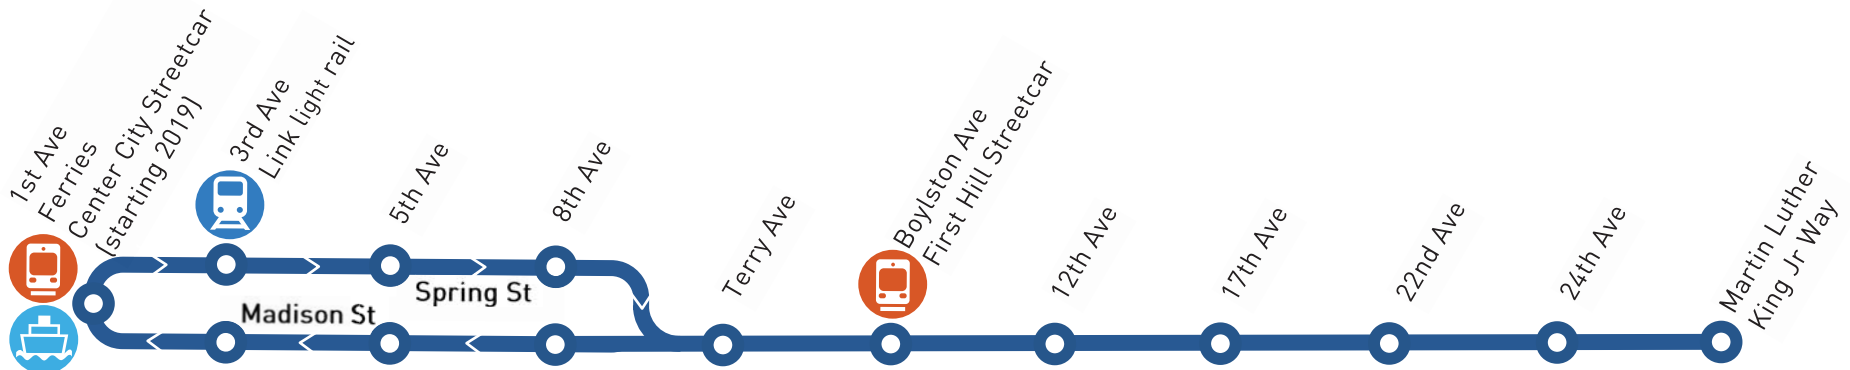 1st Ave
Ferries
Center City Streetcar
(starting 2019)
3rd Ave
Link light rail
5th Ave
8th Ave
Spring St
Madison St
Terry Ave
Boylston Ave
First Hill Streetcar
12th Ave
17th Ave
22nd Ave
24th Ave
Martin Luther
King Jr Way